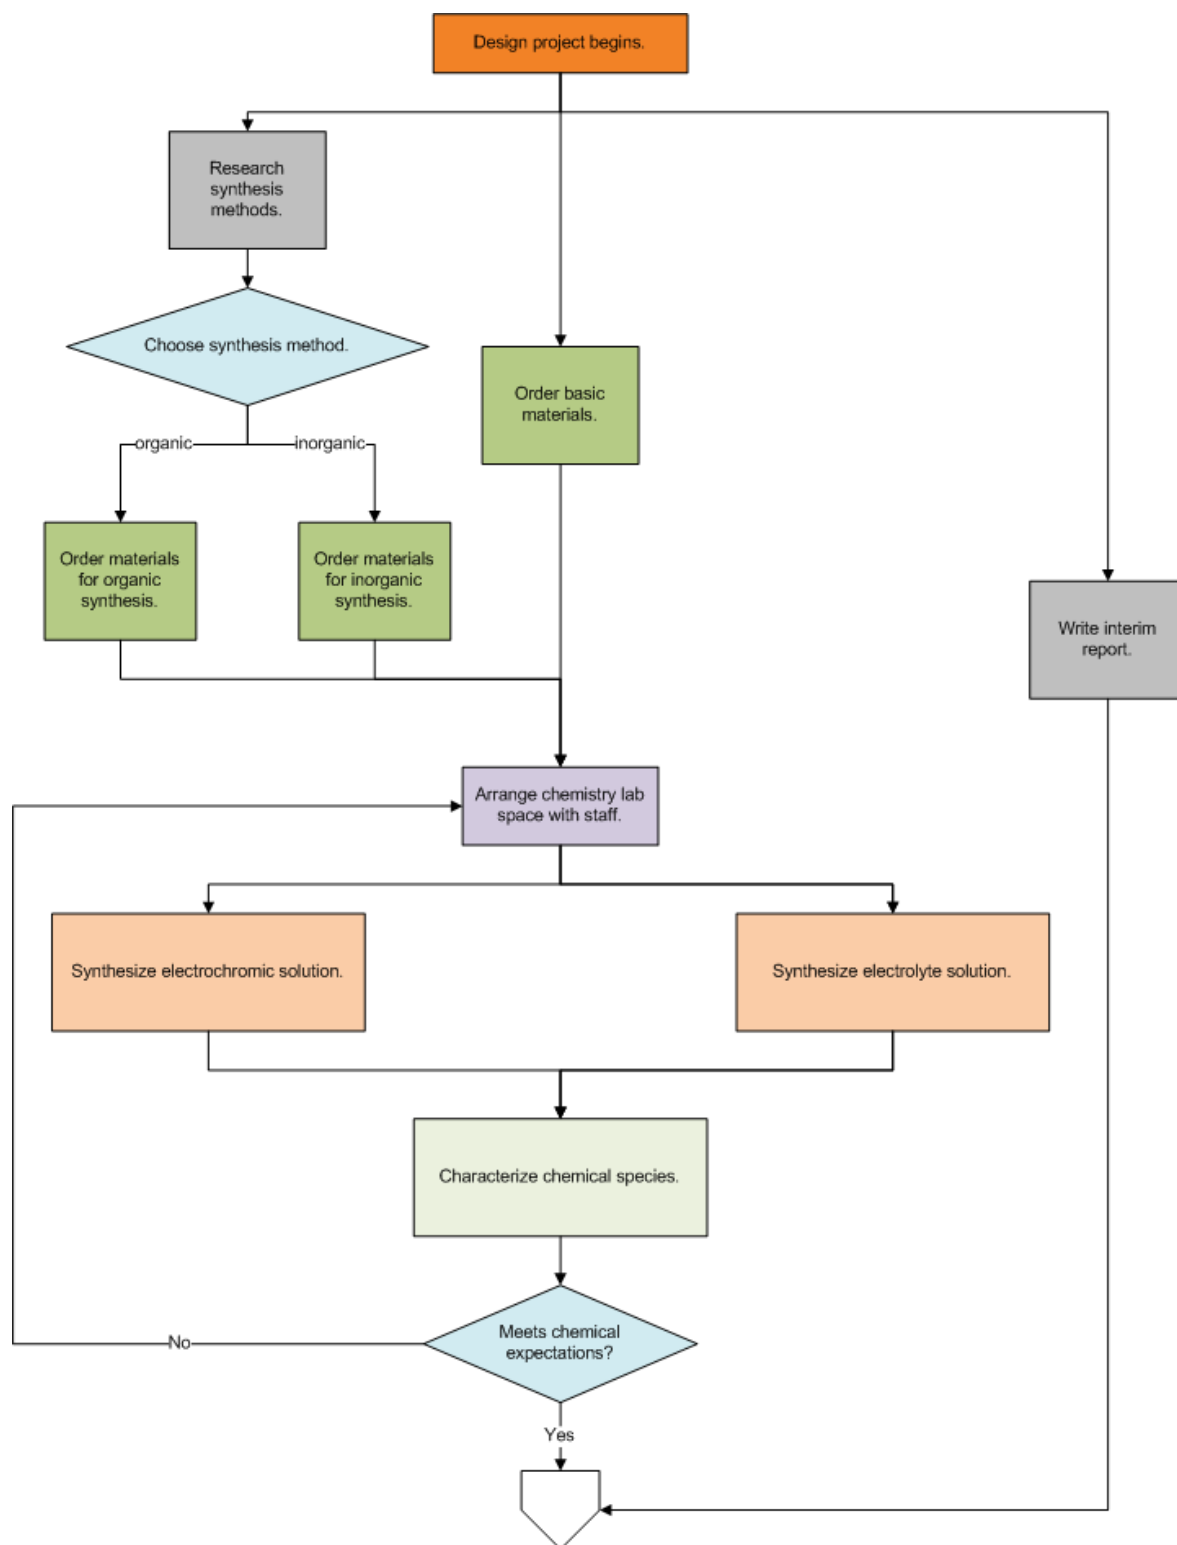 Design project begins.
Research
synthesis
methods.
Choose synthesis method.
Order basic
materials.
organic
inorganic
Order materials
for organic
synthesis.
Order materials
for inorganic
synthesis.
Write interim
report.
Arrange chemistry lab
space with staff.
Synthesize electrochromic solution.
Synthesize electrolyte solution.
Characterize chemical species.
Meets chemical
expectations?
No
Yes